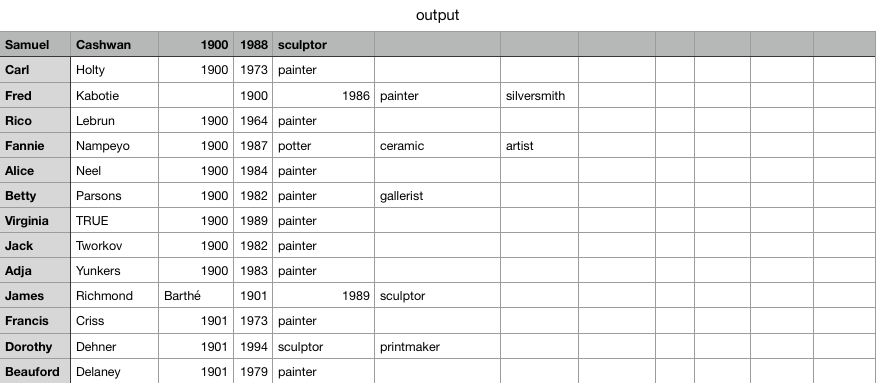 output
Samuel Cashwan 1900 1988 sculptor
Carl Holty 1900 1973 painter
Fred Kabotie 1900 1986 painter silversmith
Rico Lebrun 1900 1964 painter
Fannie Nampeyo 1900 1987 potter ceramic artist
Alice Neel 1900 1984 painter
Betty Parsons 1900 1982 painter gallerist
Virginia TRUE 1900 1989 painter
Jack Tworkov 1900 1982 painter
Adja Yunkers 1900 1983 painter
James Richmond Barthé 1901 1989 sculptor
Francis Criss 1901 1973 painter
Dorothy Dehner 1901 1994 sculptor printmaker
Beauford Delaney 1901 1979 painter